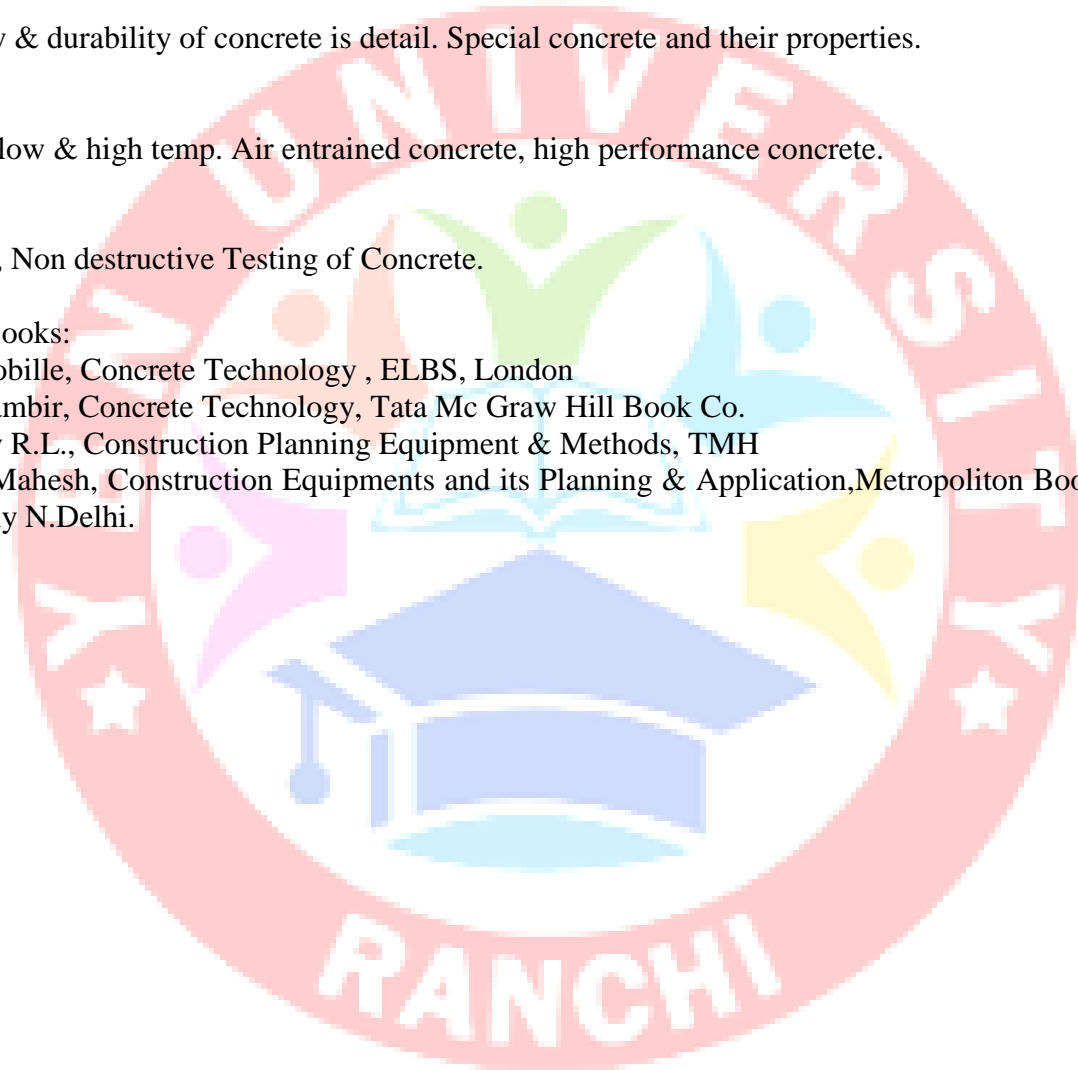 y & durability of concrete is detail. Special concrete and their properties.
low & high temp. Air entrained concrete, high performance concrete.
, Non destructive Testing of Concrete.
ooks:
obille, Concrete Technology , ELBS, London
ambir, Concrete Technology, Tata Mc Graw Hill Book Co.
y R.L., Construction Planning Equipment & Methods, TMH
Mahesh, Construction Equipments and its Planning & Application,Metropoliton Boo
y N.Delhi.
Y B N UNIVERSITY
RANCHI